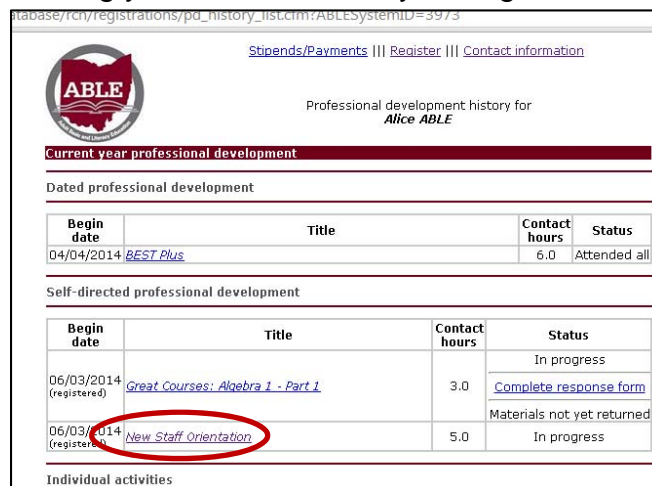 atabase/rcn/registrations/pd_history_list.cfm?ABLESystemID=3973
Stipends/Payments ||| Register ||| Contact information
ABLE
Professional development history for
Alice ABLE
Current year professional development
Dated professional development
Begin date Title Contact hours Status
04/04/2014 BEST Plus 6.0 Attended all
Self-directed professional development
Begin date Title Contact hours Status
06/03/2014 (registered) Great Courses: Algebra 1 - Part 1 3.0 In progress
Complete response form
Materials not yet returned
06/03/2014 (registered) New Staff Orientation 5.0 In progress
Individual activities